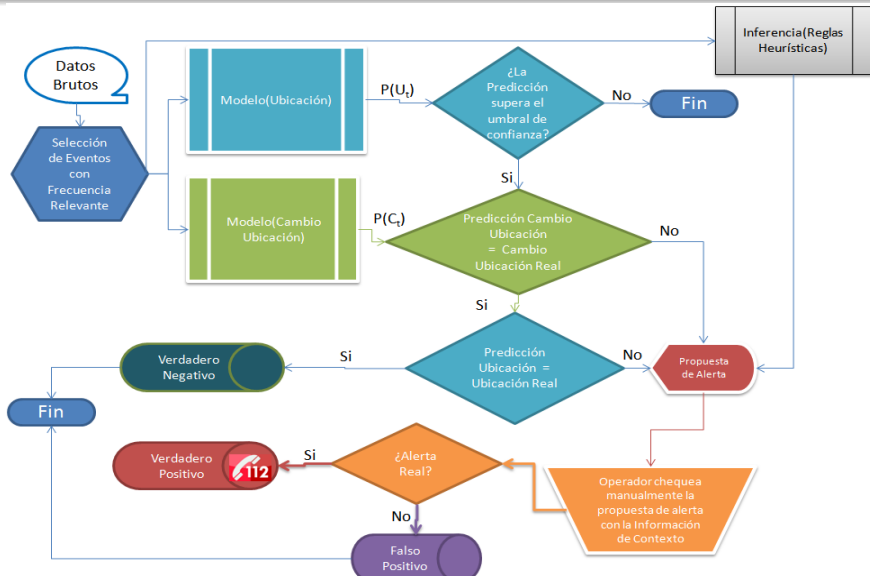 Datos
Brutos
Selección
de Eventos
con
Frecuencia
Relevante
Modelo(Ubicación)
P(Ut)
¿La
Predicción
supera el
umbral de
confianza?
No
Fin
Inferencia(Reglas
Heurísticas)
Si
Modelo(Cambio
Ubicación)
P(Ct)
Predicción Cambio
Ubicación
= Cambio
Ubicación Real
No
Si
Predicción
Ubicación =
Ubicación Real
No
Propuesta
de Alerta
Si
Verdadero
Negativo
Fin
Operador chequea
manualmente la
propuesta de alerta
con la Información
de Contexto
¿Alerta
Real?
Si
Verdadero
Positivo
112
No
Falso
Positivo